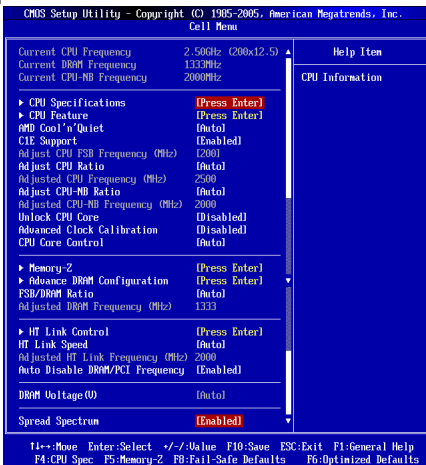 CMOS Setup Utility - Copyright (C) 1985-2005, American Megatrends, Inc.
Cell Menu
Current CPU Frequency 2.50GHz (200x12.5)
Current DRAM Frequency 1333MHz
Current CPU-NB Frequency 2000MHz
▶ CPU Specifications [Press Enter]
▶ CPU Feature [Press Enter]
AMD Cool'n'Quiet [Auto]
C1E Support [Enabled]
Adjust CPU FSB Frequency (MHz) [200]
Adjust CPU Ratio [Auto]
Adjusted CPU Frequency (MHz) 2500
Adjust CPU-NB Ratio [Auto]
Adjusted CPU-NB Frequency (MHz) 2000
Unlock CPU Core [Disabled]
Advanced Clock Calibration [Disabled]
CPU Core Control [Auto]
▶ Memory-Z [Press Enter]
▶ Advance DRAM Configuration [Press Enter]
FSB/DRAM Ratio [Auto]
Adjusted DRAM Frequency (MHz) 1333
▶ HT Link Control [Press Enter]
HT Link Speed [Auto]
Adjusted HT Link Frequency (MHz) 2000
Auto Disable DRAM/PCI Frequency [Enabled]
DRAM Voltage(V) [Auto]
Spread Spectrum [Enabled]
Help Item
CPU Information
↑↓←→:Move Enter:Select +/-/:Value F10:Save ESC:Exit F1:General Help
F4:CPU Spec F5:Memory-Z F8:Fail-Safe Defaults F6:Optimized Defaults